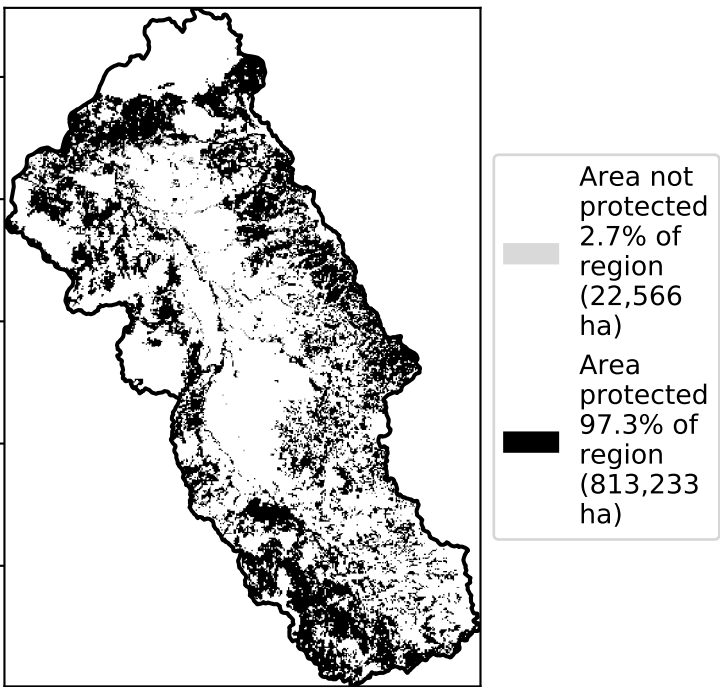 Area not
protected
2.7% of
region
(22,566
ha)
Area
protected
97.3% of
region
(813,233
ha)